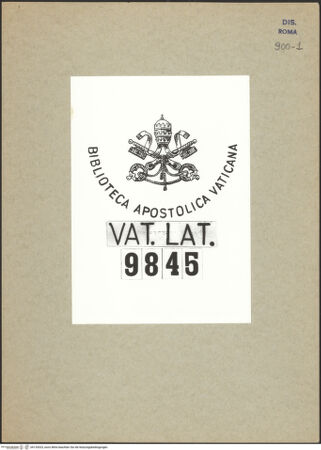 DIS.
ROMA
900-1
BIBLIOTECA APOSTOLICA VATICANA
VAT. LAT.
9845